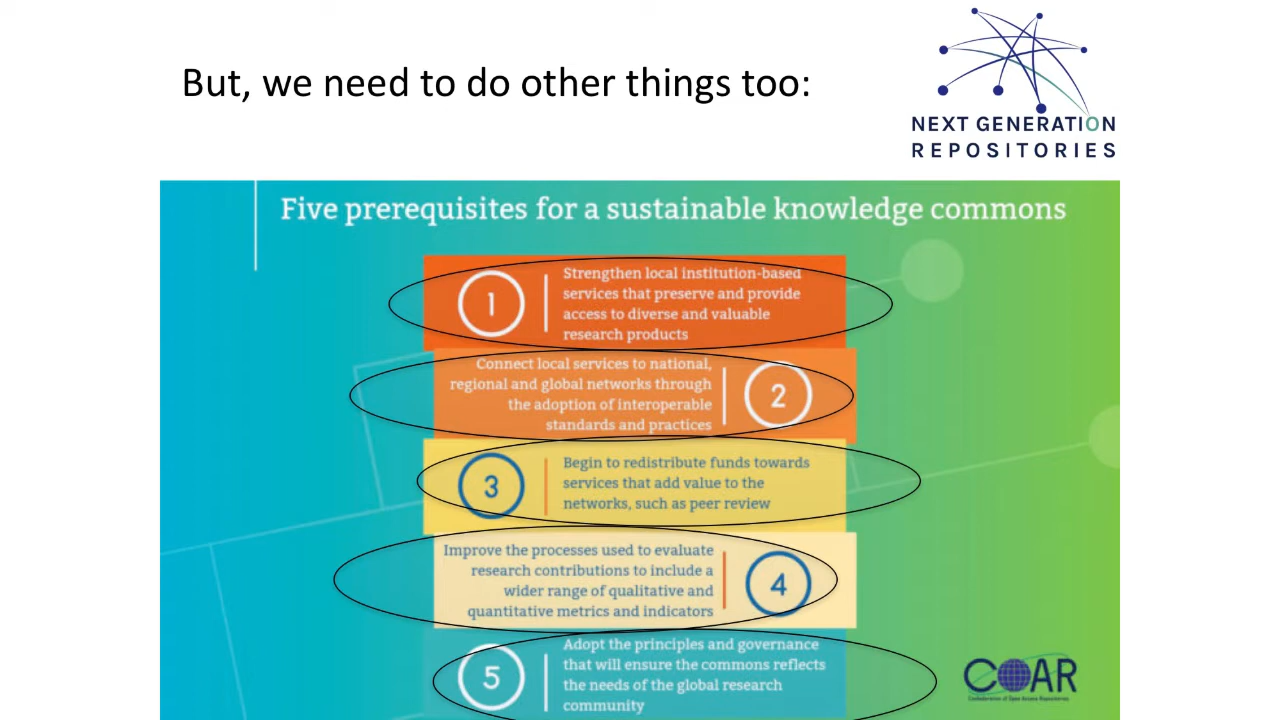 But, we need to do other things too:
NEXT GENERATION
REPOSITORIES
Five prerequisites for a sustainable knowledge commons
1
Strengthen local institution-based
services that preserve and provide
access to diverse and valuable
research products
Connect local services to national,
regional and global networks through
the adoption of interoperable
standards and practices
2
3
Begin to redistribute funds towards
services that add value to the
networks, such as peer review
Improve the processes used to evaluate
research contributions to include a
wider range of qualitative and
quantitative metrics and indicators
4
5
Adopt the principles and governance
that will ensure the commons reflects
the needs of the global research
community
COAR
Confederation of Open Access Repositories